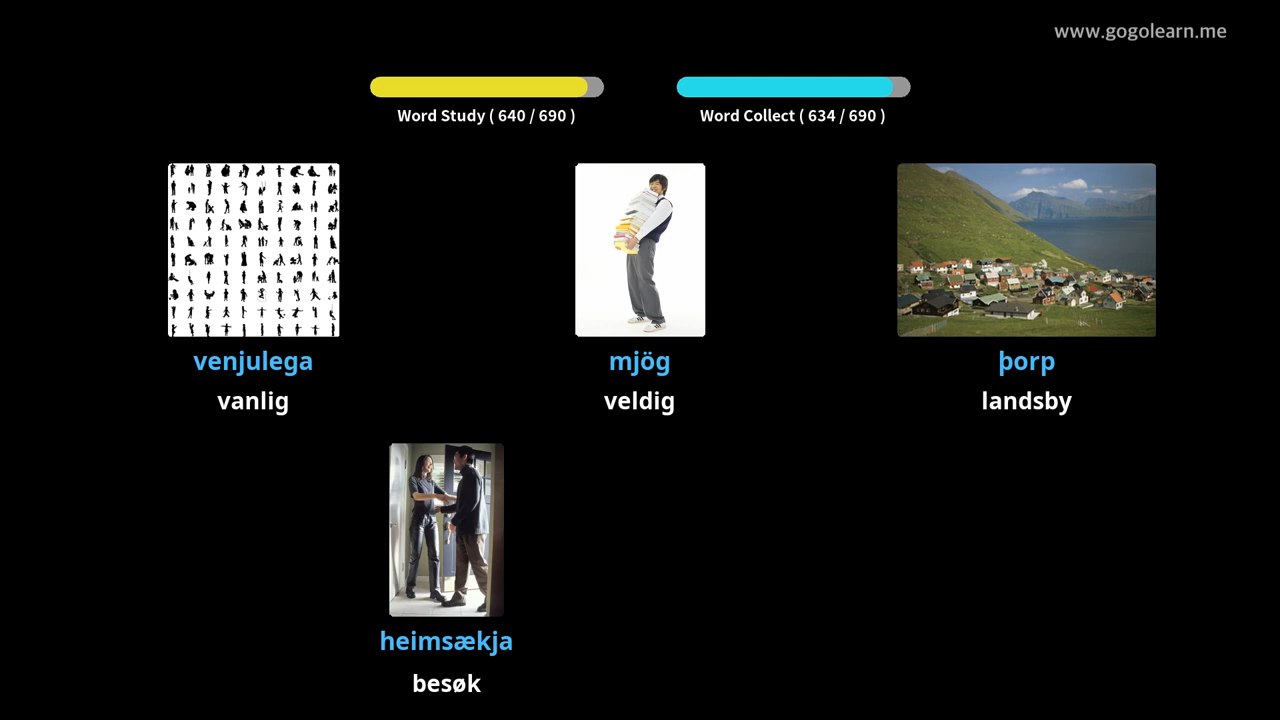 www.gogolearn.me
Word Study ( 640 / 690 )
Word Collect ( 634 / 690 )
venjulega
vanlig
mjög
veldig
þorp
landsby
heimsækja
besøk